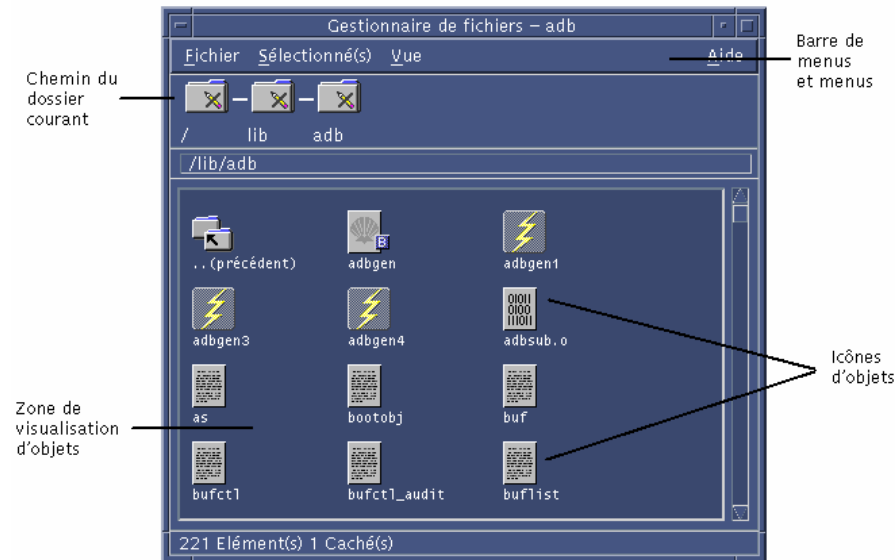 Gestionnaire de fichiers – adb
Fichier Sélectionné(s) Vue Aide
Barre de
menus
et menus
Chemin du
dossier
courant
/ lib adb
/lib/adb
..(précédent) adbgen adbgen1
adbgen3 adbgen4 adbsub.o
Icônes
d'objets
as bootobj buf
Zone de
visualisation
d'objets
bufctl bufctl_audit buflist
221 Elément(s) 1 Caché(s)